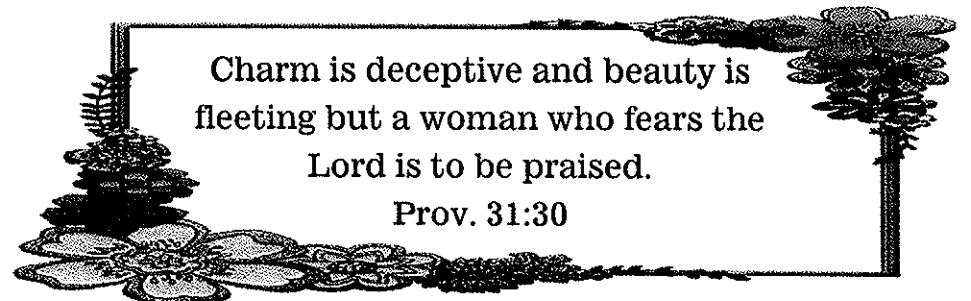 Charm is deceptive and beauty is
fleeting but a woman who fears the
Lord is to be praised.
Prov. 31:30